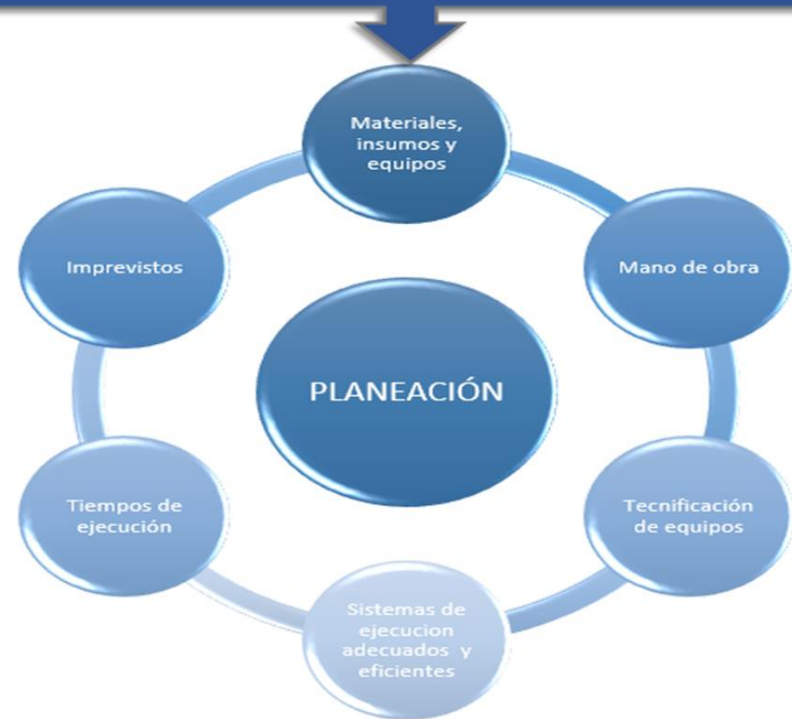 Materiales,
insumos y
equipos
Imprevistos
Mano de obra
PLANEACIÓN
Tiempos de
ejecución
Tecnificación
de equipos
Sistemas de
ejecucion
adecuados y
eficientes